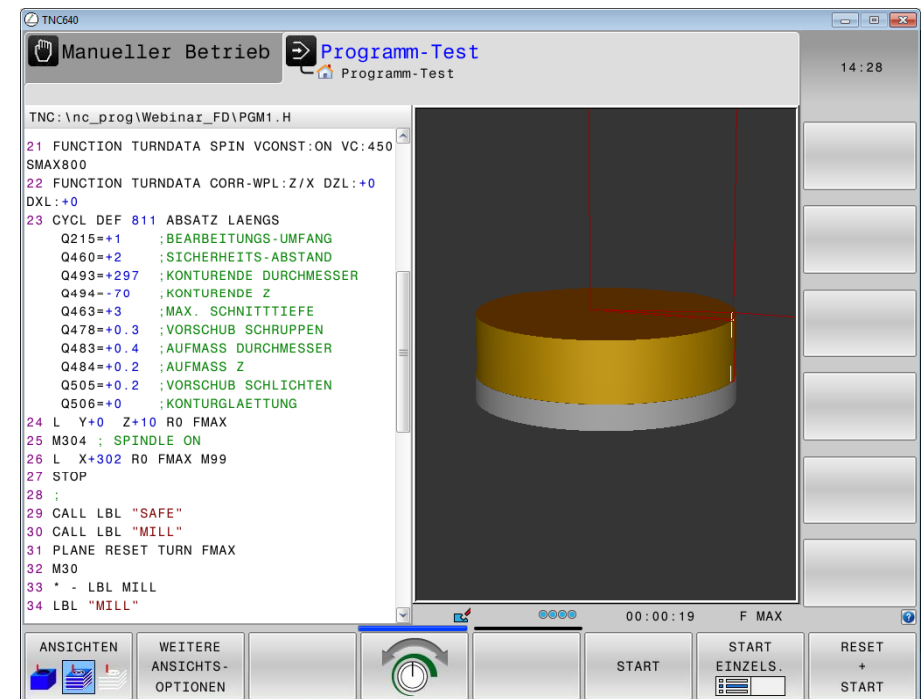 TNC640
Manueller Betrieb
Programm-Test
Programm-Test
14:28
TNC:\nc_prog\Webinar_FD\PGM1.H
21 FUNCTION TURNDATA SPIN VCONST:ON VC:450
SMAX800
22 FUNCTION TURNDATA CORR-WPL:Z/X DZL:+0
DXL:+0
23 CYCL DEF 811 ABSATZ LAENGS
Q215=+1 ;BEARBEITUNGS-UMFANG
Q460=+2 ;SICHERHEITS-ABSTAND
Q493=+297 ;KONTURENDE DURCHMESSER
Q494=-70 ;KONTURENDE Z
Q463=+3 ;MAX. SCHNITTTIEFE
Q478=+0.3 ;VORSCHUB SCHRUPPEN
Q483=+0.4 ;AUFMASS DURCHMESSER
Q484=+0.2 ;AUFMASS Z
Q505=+0.2 ;VORSCHUB SCHLICHTEN
Q506=+0 ;KONTURGLAETTUNG
24 L Y+0 Z+10 R0 FMAX
25 M304 ; SPINDLE ON
26 L X+302 R0 FMAX M99
27 STOP
28 ;
29 CALL LBL "SAFE"
30 CALL LBL "MILL"
31 PLANE RESET TURN FMAX
32 M30
33 * - LBL MILL
34 LBL "MILL"
00:00:19 F MAX
ANSICHTEN
WEITERE
ANSICHTS-
OPTIONEN
START
START
EINZELS.
RESET
+
START